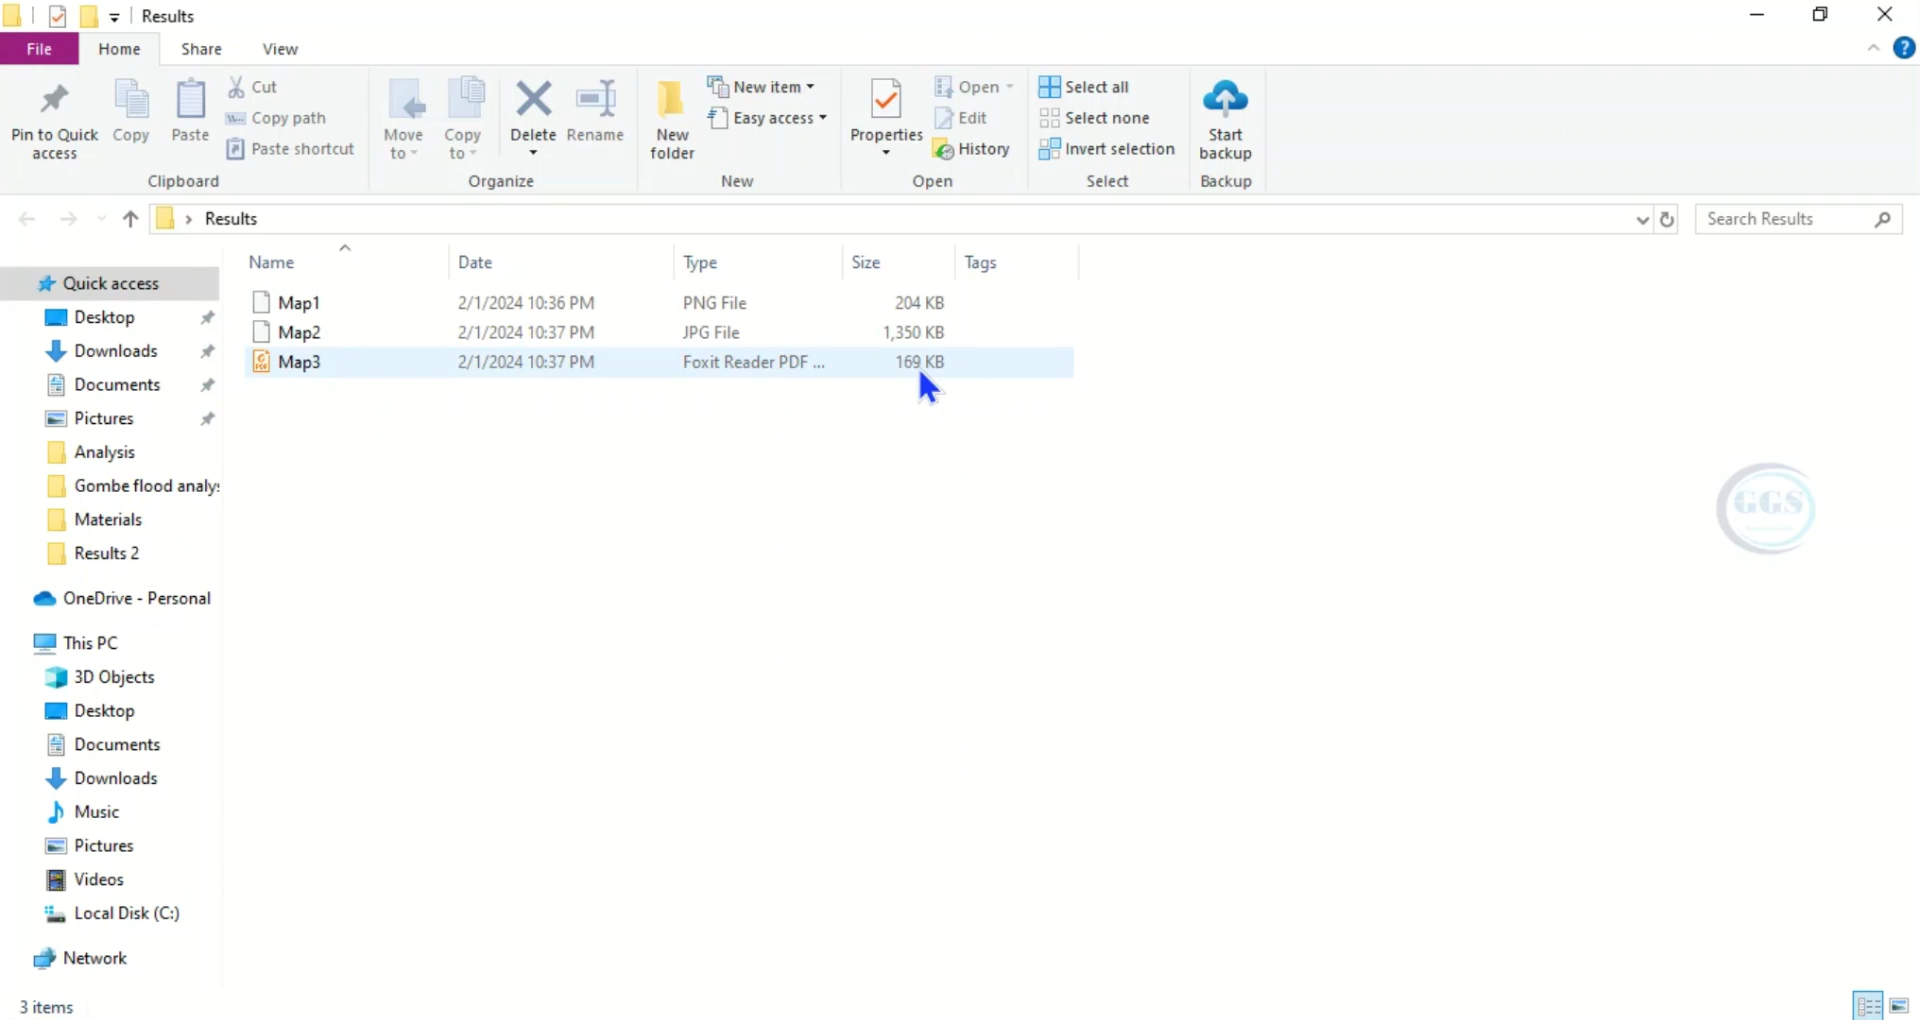 Results
File Home Share View
Pin to Quick access
Copy
Paste
Cut
Copy path
Paste shortcut
Clipboard
Move to
Copy to
Delete
Rename
Organize
New folder
New item
Easy access
New
Properties
Open
Edit
History
Open
Select all
Select none
Invert selection
Select
Start backup
Backup
Results
Search Results
Name Date Type Size Tags
Map1 2/1/2024 10:36 PM PNG File 204 KB
Map2 2/1/2024 10:37 PM JPG File 1,350 KB
Map3 2/1/2024 10:37 PM Foxit Reader PDF ... 169 KB
Quick access
Desktop
Downloads
Documents
Pictures
Analysis
Gombe flood analy
Materials
Results 2
OneDrive - Personal
This PC
3D Objects
Desktop
Documents
Downloads
Music
Pictures
Videos
Local Disk (C:)
Network
GGS
3 items